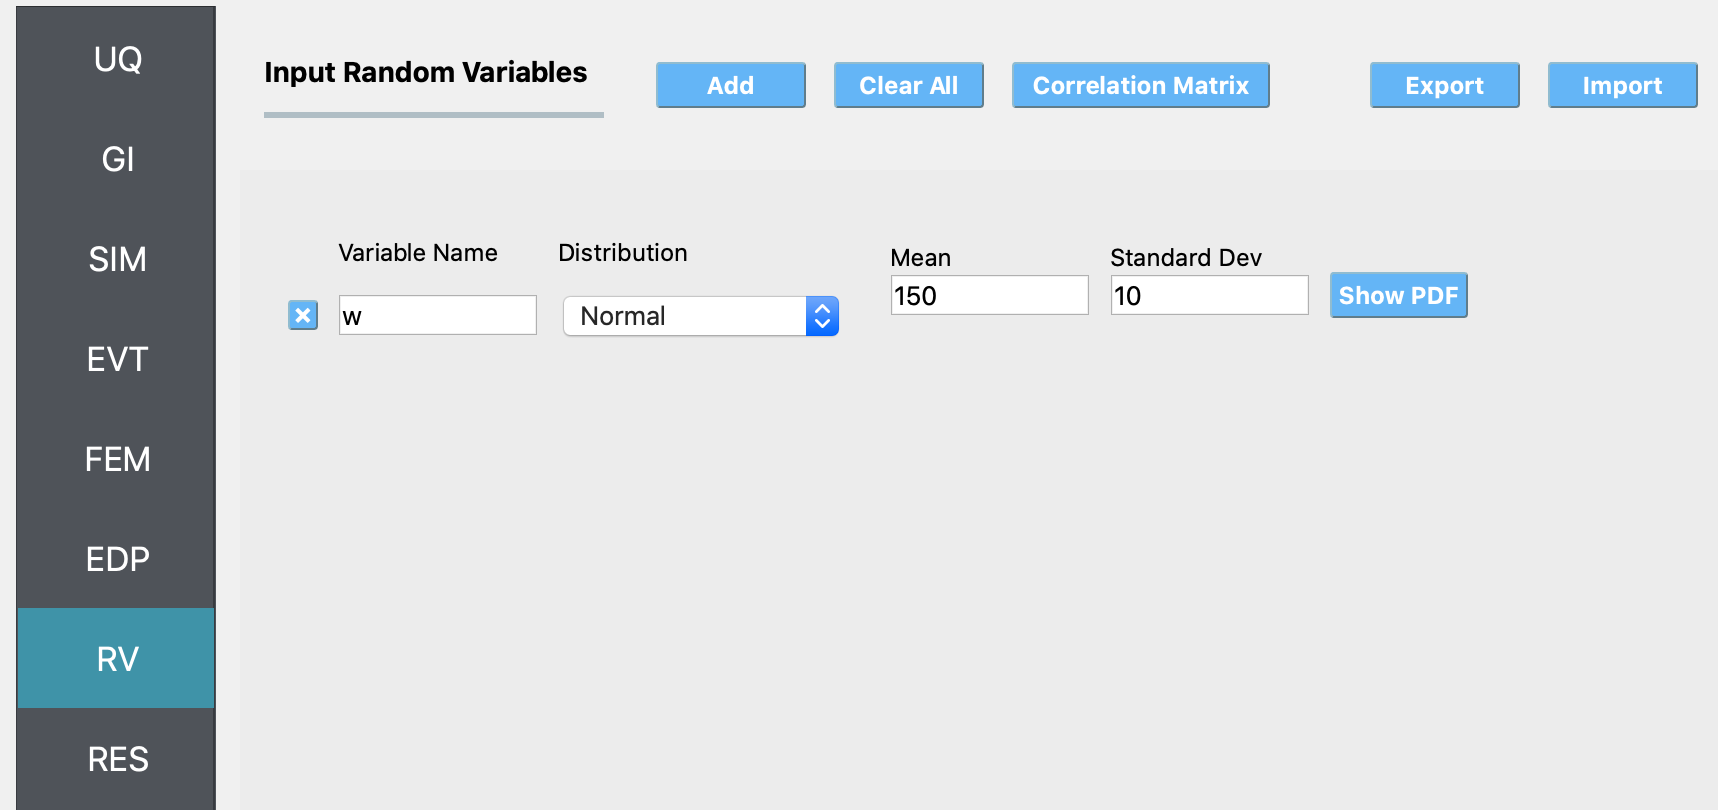 UQ
GI
SIM
EVT
FEM
EDP
RV
RES
Input Random Variables
Add
Clear All
Correlation Matrix
Export
Import
Variable Name
Distribution
Mean
Standard Dev
w
Normal
150
10
Show PDF